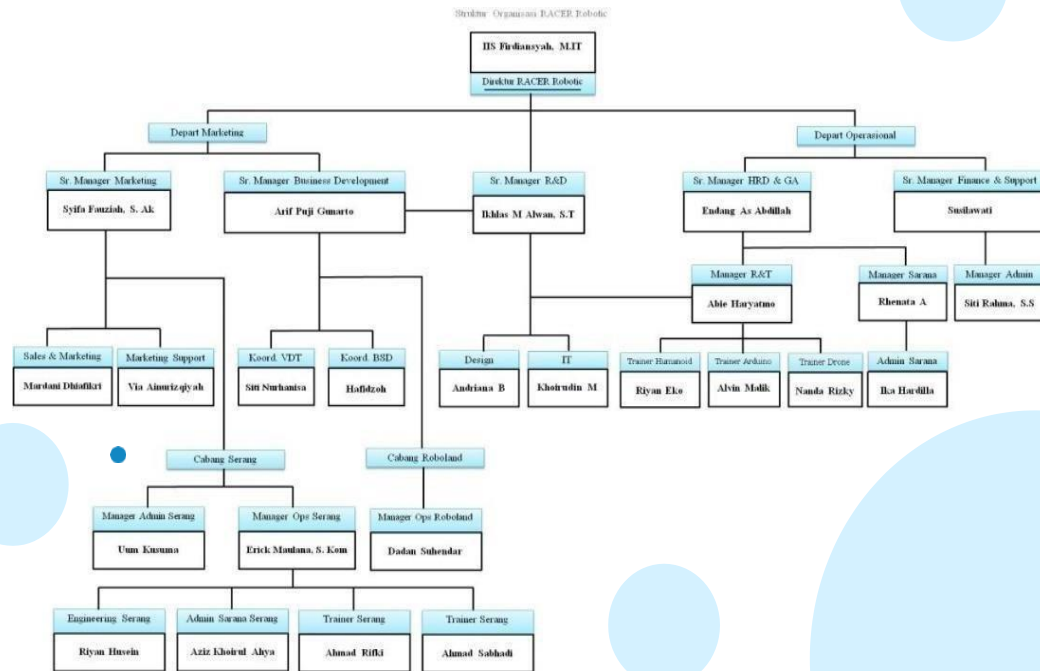 Struktur Organisasi RACER Robotic
IIS Firdiansyah, M.IT
Direktur RACER Robotic
Depart Marketing
Depart Operasional
Sr. Manager Marketing
Syifa Fauziah, S. Ak
Sr. Manager Business Development
Arif Puji Gunarto
Sr. Manager R&D
Ikhlas M Alwan, S.T
Sr. Manager HRD & GA
Endang As Abdillah
Sr. Manager Finance & Support
Susilawati
Manager R&T
Abie Haryatmo
Manager Sarana
Rhenata A
Manager Admin
Siti Rahma, S.S
Sales & Marketing
Mardani Dhiafikri
Marketing Support
Via Ainurizqiyah
Koord. VDT
Siti Nurhanisa
Koord. BSD
Hafidzoh
Design
Andriana B
IT
Khoirudin M
Trainer Humanoid
Riyan Eko
Trainer Arduino
Alvin Malik
Trainer Drone
Nanda Rizky
Admin Sarana
Ika Hardilla
Cabang Serang
Cabang Roboland
Manager Admin Serang
Uum Kusuma
Manager Ops Serang
Erick Maulana, S. Kom
Manager Ops Roboland
Dadan Suhendar
Engineering Serang
Riyan Husein
Admin Sarana Serang
Aziz Khoirul Ahya
Trainer Serang
Ahmad Rifki
Trainer Serang
Ahmad Sabhadi